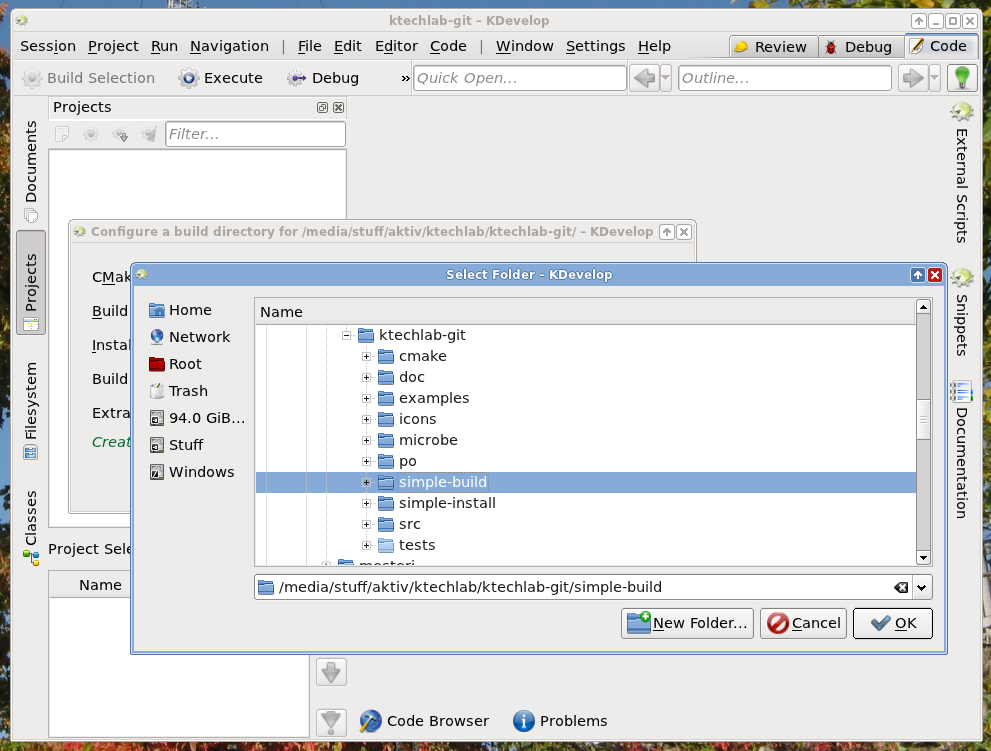 ktechlab-git – KDevelop
Session Project Run Navigation | File Edit Editor Code | Window Settings Help Review Debug Code
Build Selection Execute Debug » Quick Open... Outline...
Projects
Filter...
Documents
Projects
Filesystem
Classes
External Scripts
Snippets
Documentation
Configure a build directory for /media/stuff/aktiv/ktechlab/ktechlab-git/ – KDevelop
CMak
Build
Instal
Build
Extra
Creat
Select Folder – KDevelop
Home
Network
Root
Trash
94.0 GiB...
Stuff
Windows
Name
ktechlab-git
cmake
doc
examples
icons
microbe
po
simple-build
simple-install
src
tests
/media/stuff/aktiv/ktechlab/ktechlab-git/simple-build
New Folder... Cancel OK
Project Sele
Name
Code Browser Problems